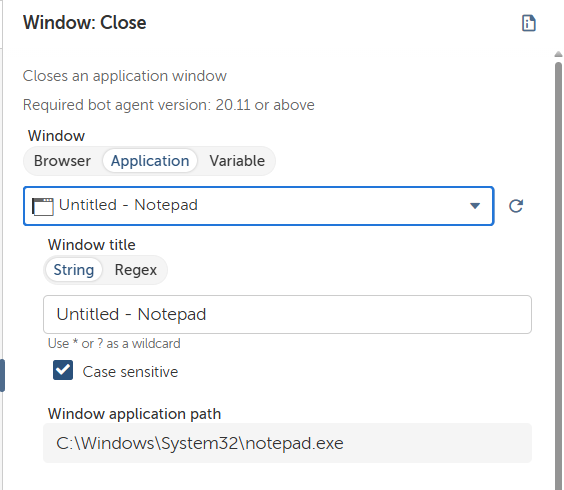 Window: Close
Closes an application window
Required bot agent version: 20.11 or above
Window
Browser Application Variable
Untitled - Notepad
Window title
String Regex
Untitled - Notepad
Use * or ? as a wildcard
Case sensitive
Window application path
C:\Windows\System32\notepad.exe